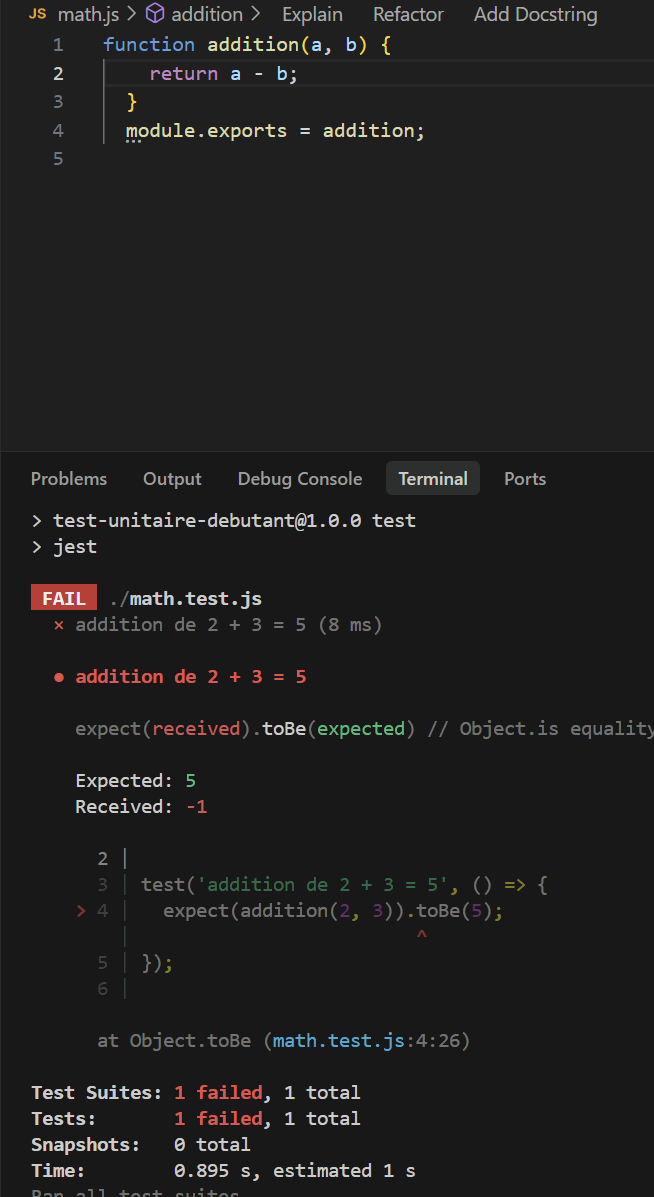 JS math.js > addition > Explain Refactor Add Docstring
1 function addition(a, b) {
2 return a - b;
3 }
4 module.exports = addition;
5
Problems Output Debug Console Terminal Ports
> test-unitaire-debutant@1.0.0 test
> jest
FAIL ./math.test.js
× addition de 2 + 3 = 5 (8 ms)
● addition de 2 + 3 = 5
expect(received).toBe(expected) // Object.is equality
Expected: 5
Received: -1
2 |
3 | test('addition de 2 + 3 = 5', () => {
> 4 | expect(addition(2, 3)).toBe(5);
| ^
5 | });
6 |
at Object.toBe (math.test.js:4:26)
Test Suites: 1 failed, 1 total
Tests: 1 failed, 1 total
Snapshots: 0 total
Time: 0.895 s, estimated 1 s
Ran all test suites.